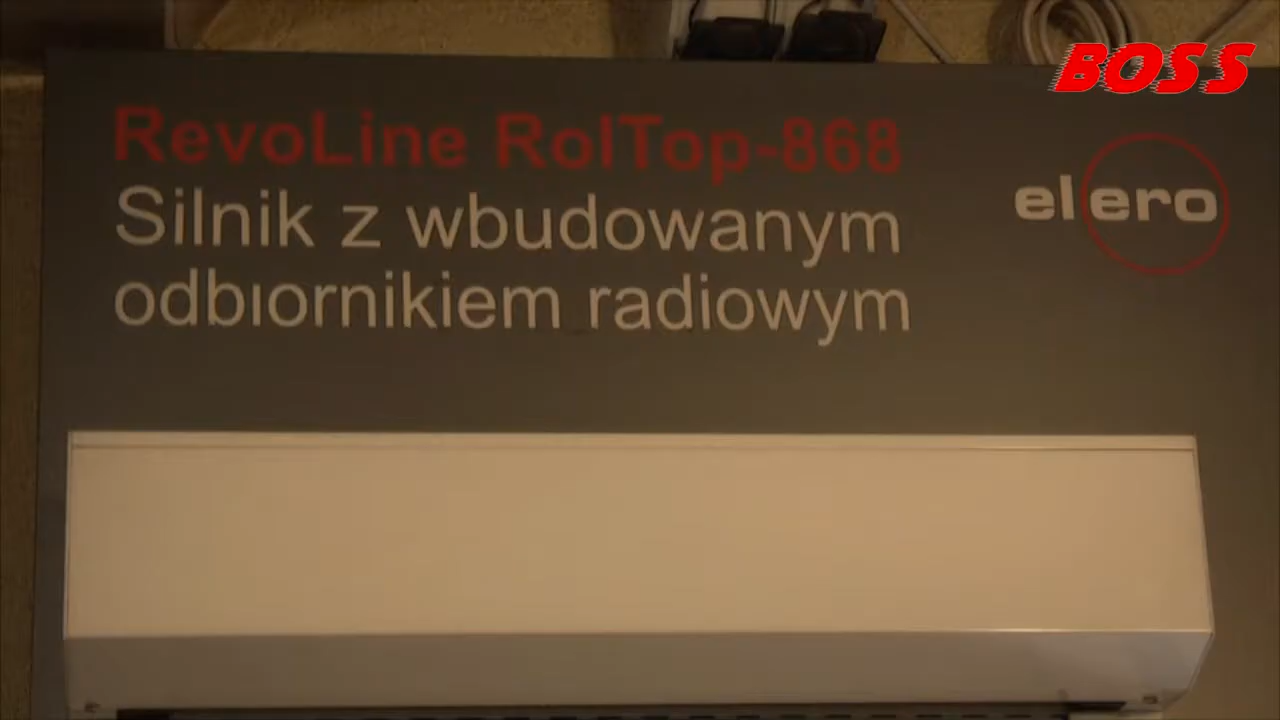 BOSS
RevoLine RolTop-868
Silnik z wbudowanym
odbiornikiem radiowym
elero